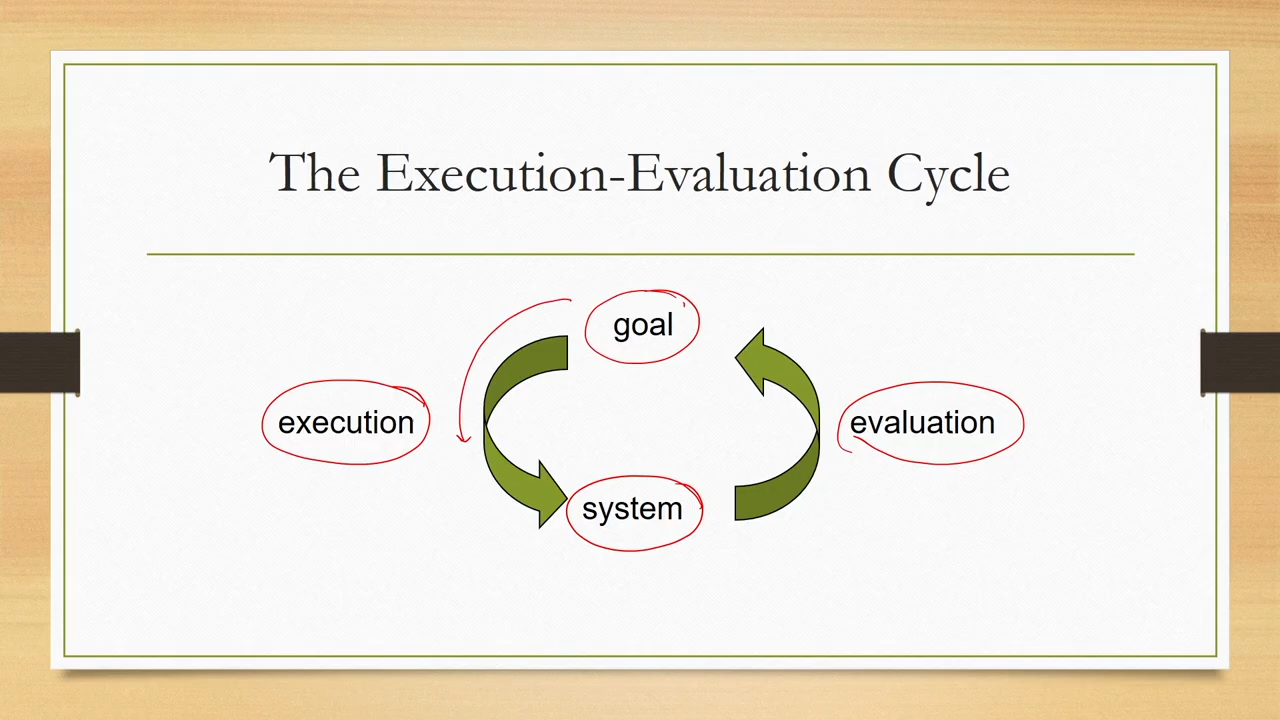 The Execution-Evaluation Cycle
goal
execution
evaluation
system